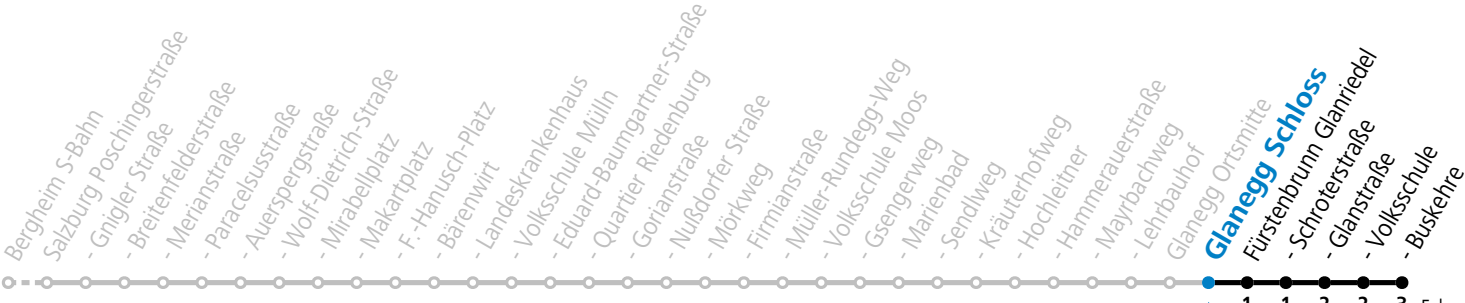 Bergheim S-Bahn
Salzburg Poschingerstraße
- Gnigler Straße
- Breitenfelderstraße
- Merianstraße
- Paracelsusstraße
- Auerspergstraße
- Wolf-Dietrich-Straße
- Mirabellplatz
- Makartplatz
- F.-Hanusch-Platz
- Bärenwirt
- Landeskrankenhaus
- Volksschule Mülln
- Eduard-Baumgartner-Straße
- Quartier Riedenburg
- Gorianstraße
- Nußdorfer Straße
- Mörkweg
- Firmianstraße
- Müller-Rundegg-Weg
- Volksschule Moos
- Gsengerweg
- Marienbad
- Sendlweg
- Kräuterhofweg
- Hochleitner
- Hammerauerstraße
- Mayrbachweg
- Lehrbauhof
Glanegg Ortsmitte
Glanegg Schloss
Fürstenbrunn Glanriedel
- Schroterstraße
- Glanstraße
- Volksschule
- Buskehre
1 1 2 2 3